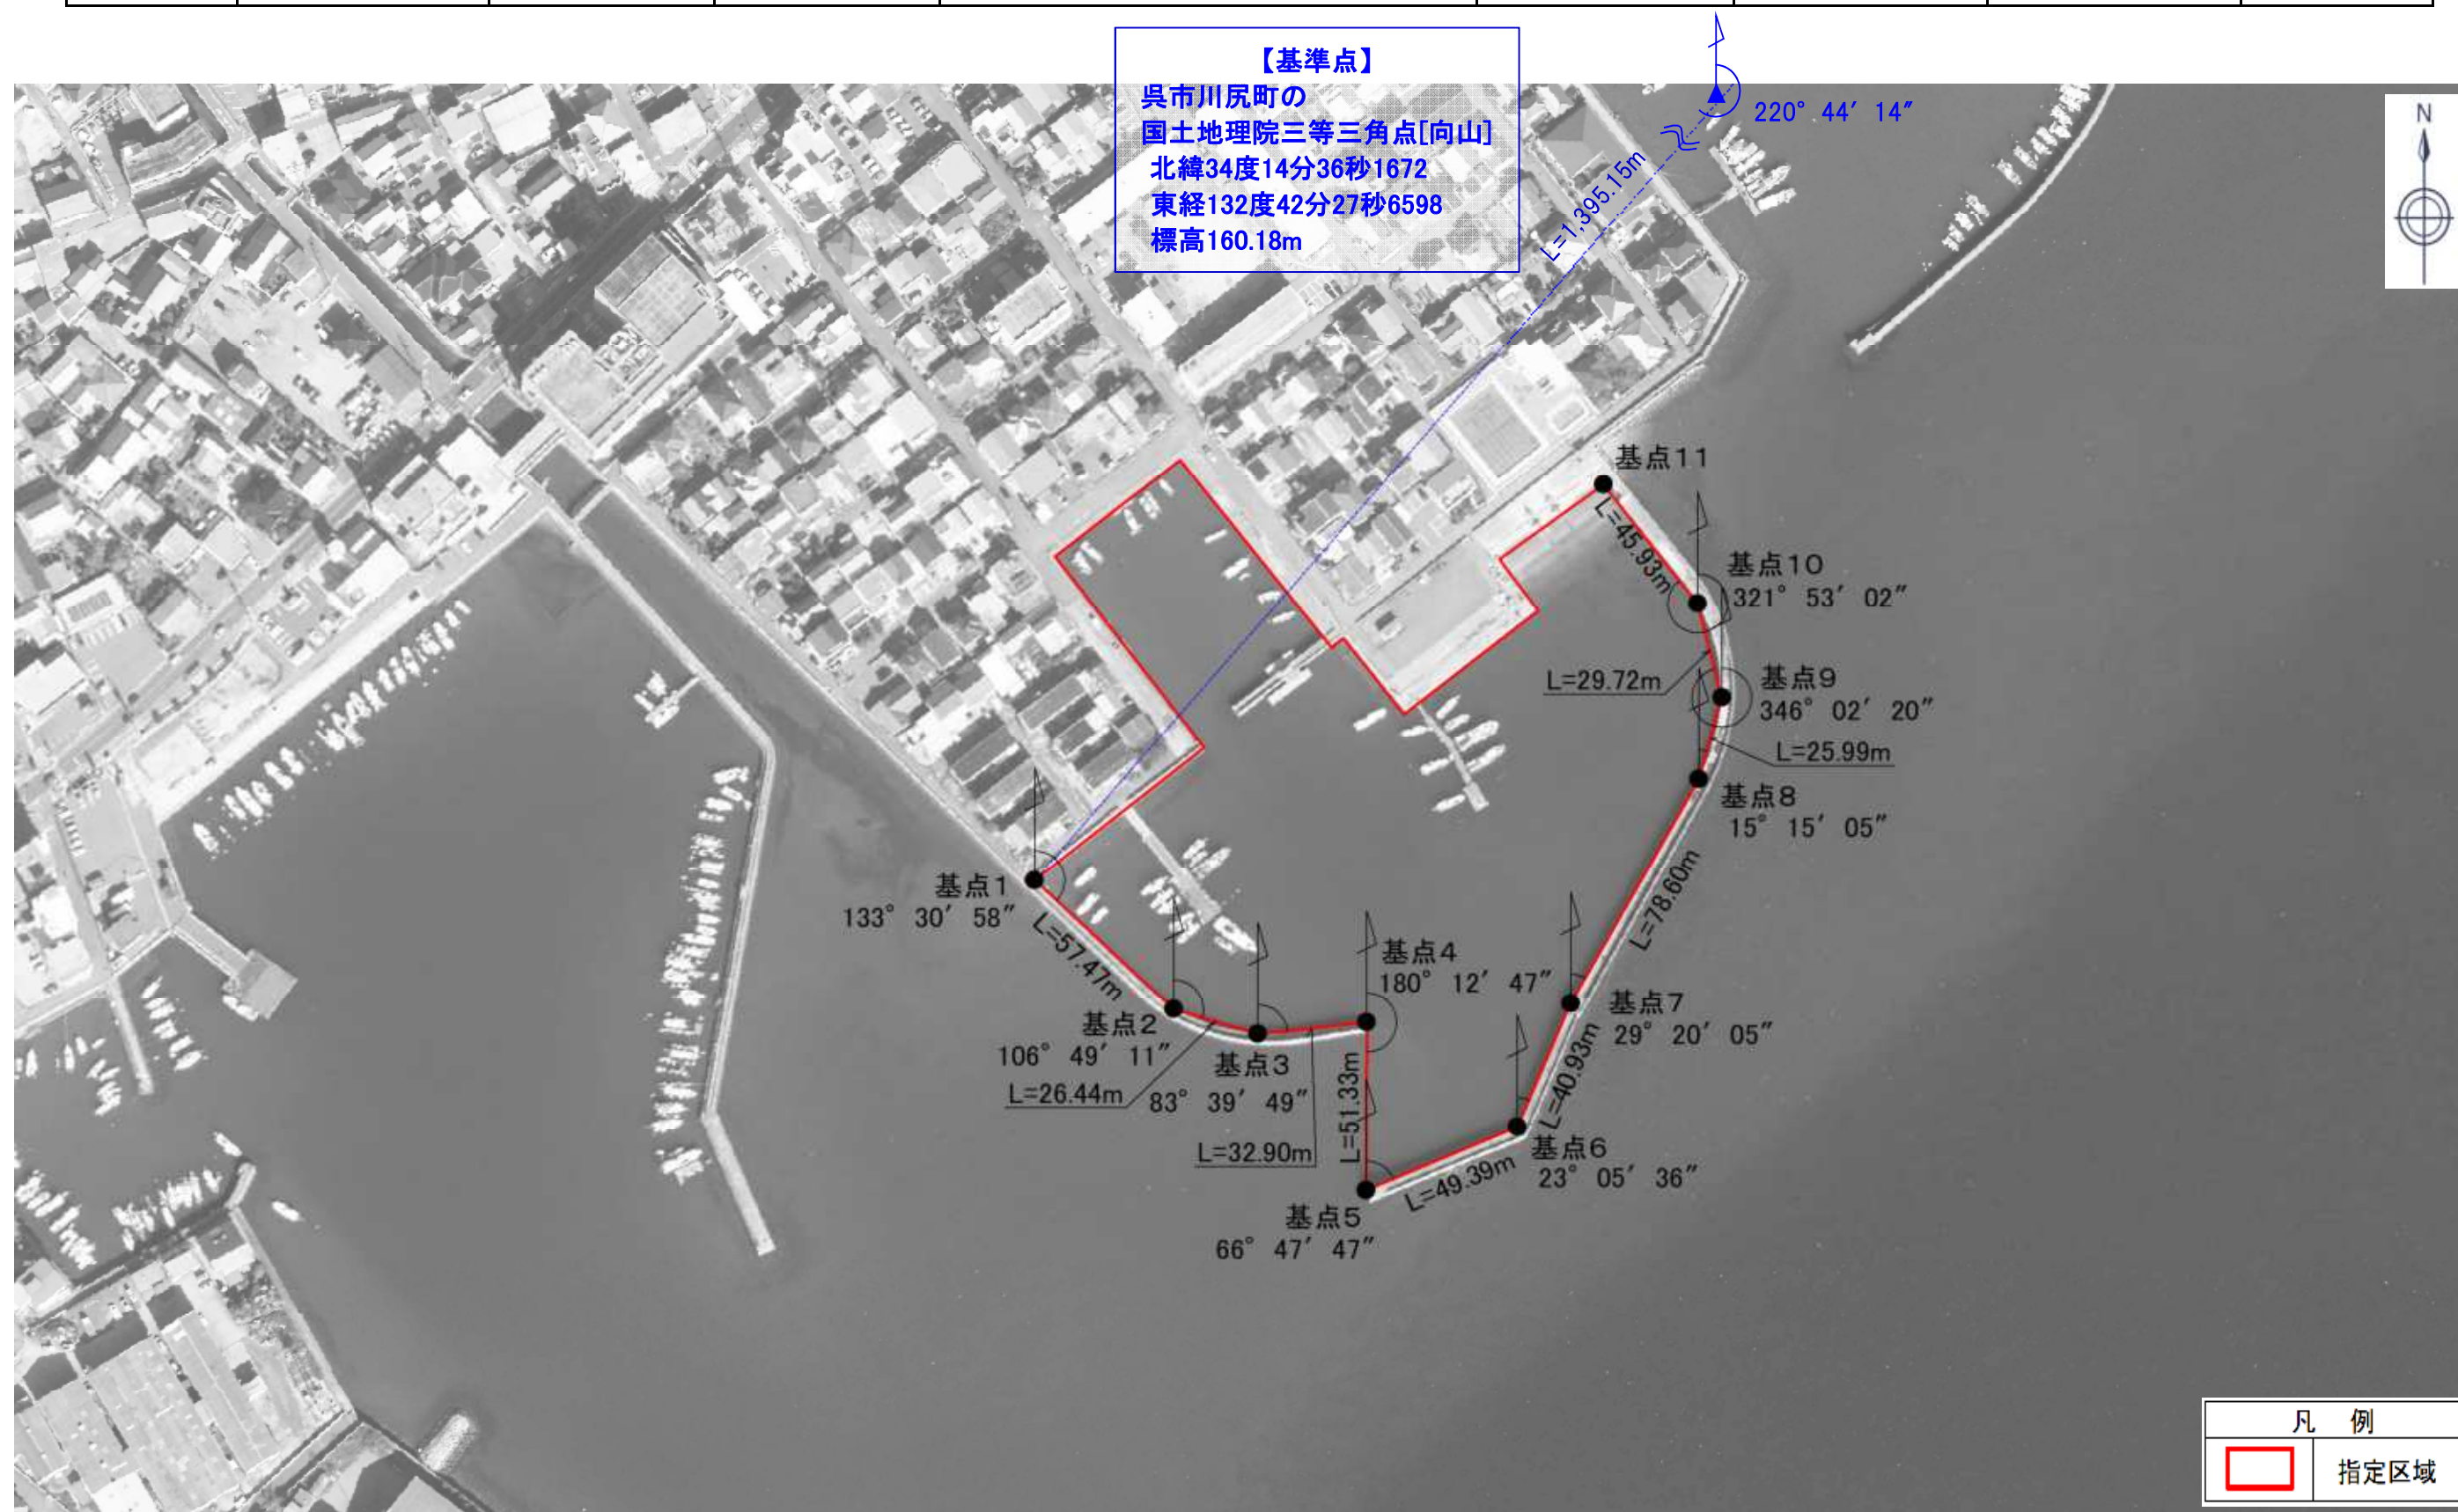 【基準点】
呉市川尻町の
国土地理院三等三角点[向山]
北緯34度14分36秒1672
東経132度42分27秒6598
標高160.18m
220° 44′ 14″
L=1,395.15m
N
基点11
L=45.93m
基点10
321° 53′ 02″
L=29.72m
基点9
346° 02′ 20″
L=25.99m
基点8
15° 15′ 05″
L=78.60m
基点1
133° 30′ 58″
L=57.47m
基点4
180° 12′ 47″
基点7
29° 20′ 05″
基点2
106° 49′ 11″
L=26.44m
基点3
83° 39′ 49″
L=32.90m
L=51.33m
L=40.93m
基点6
23° 05′ 36″
L=49.39m
基点5
66° 47′ 47″
凡 例
指定区域